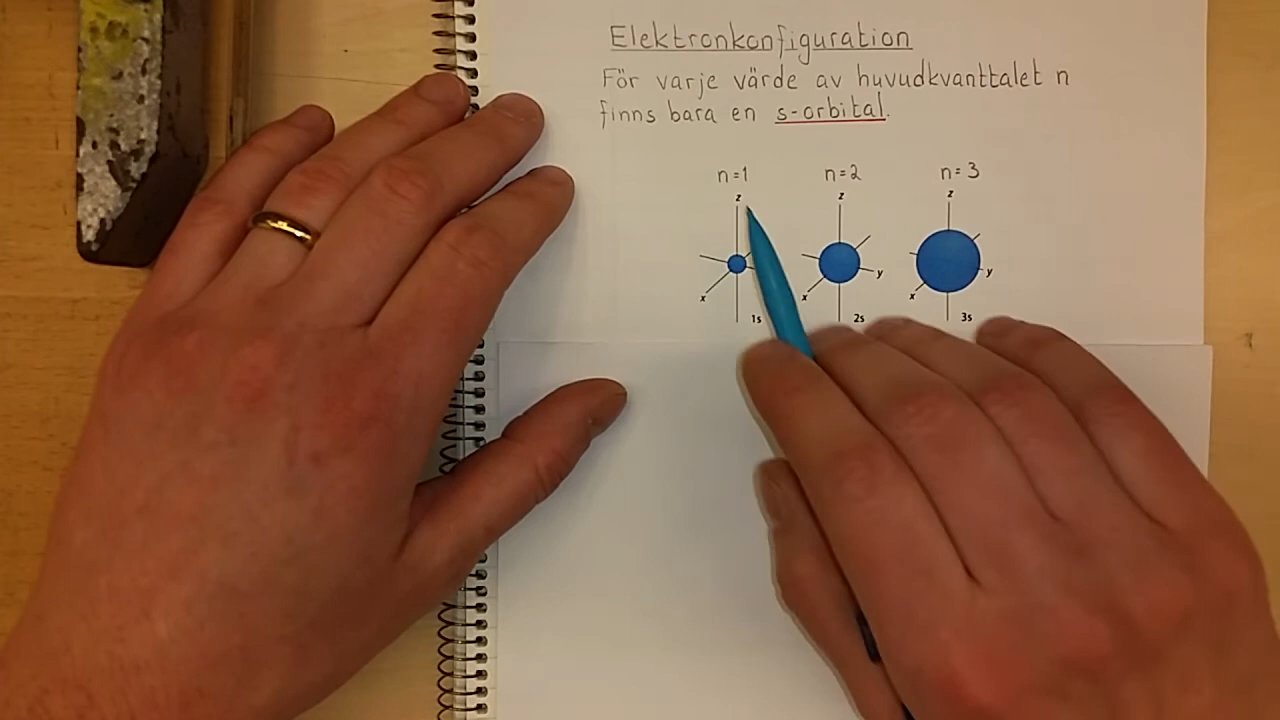 Elektronkonfiguration
För varje värde av huvudkvanttalet n
finns bara en s-orbital.
n=1 n=2 n=3
z z z
y y
x x x
1s 2s 3s